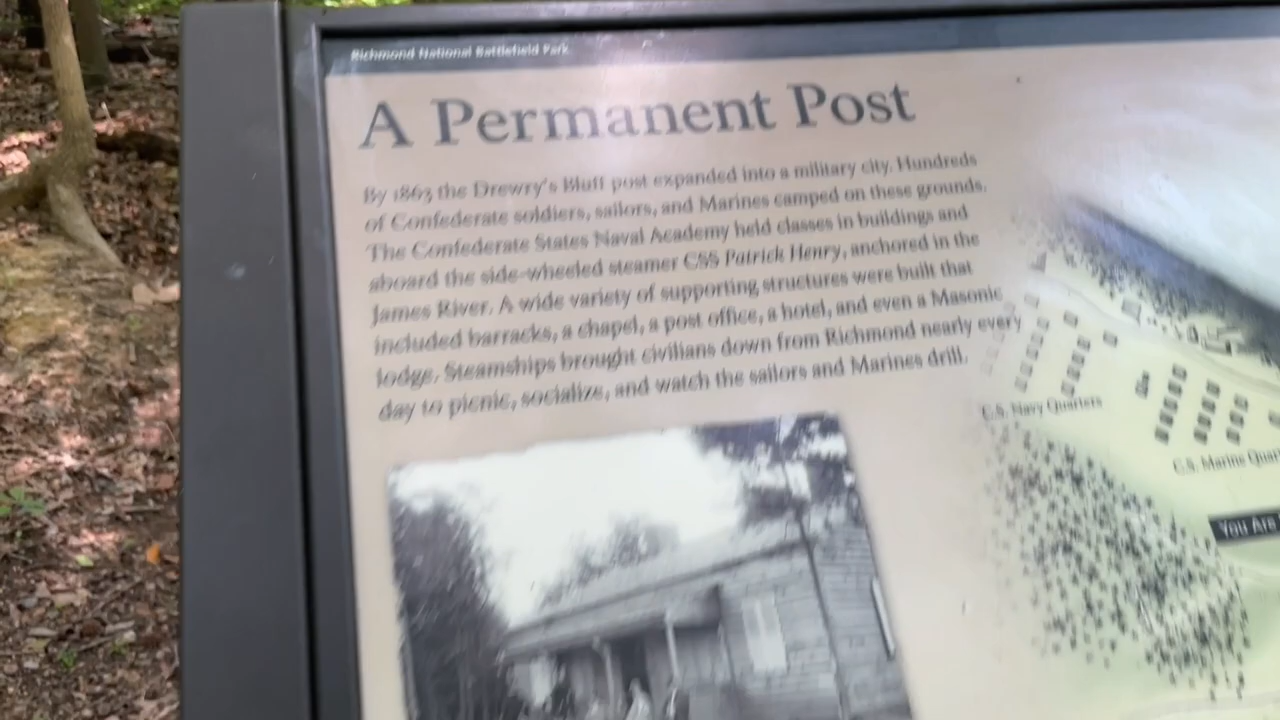 Richmond National Battlefield Park
A Permanent Post
By 1863 the Drewry's Bluff post expanded into a military city. Hundreds
of Confederate soldiers, sailors, and Marines camped on these grounds.
The Confederate States Naval Academy held classes in buildings and
aboard the side-wheeled steamer CSS Patrick Henry, anchored in the
James River. A wide variety of supporting structures were built that
included barracks, a chapel, a post office, a hotel, and even a Masonic
lodge. Steamships brought civilians down from Richmond nearly every
day to picnic, socialize, and watch the sailors and Marines drill.
C.S. Navy Quarters
C.S. Marine Quar
You Are